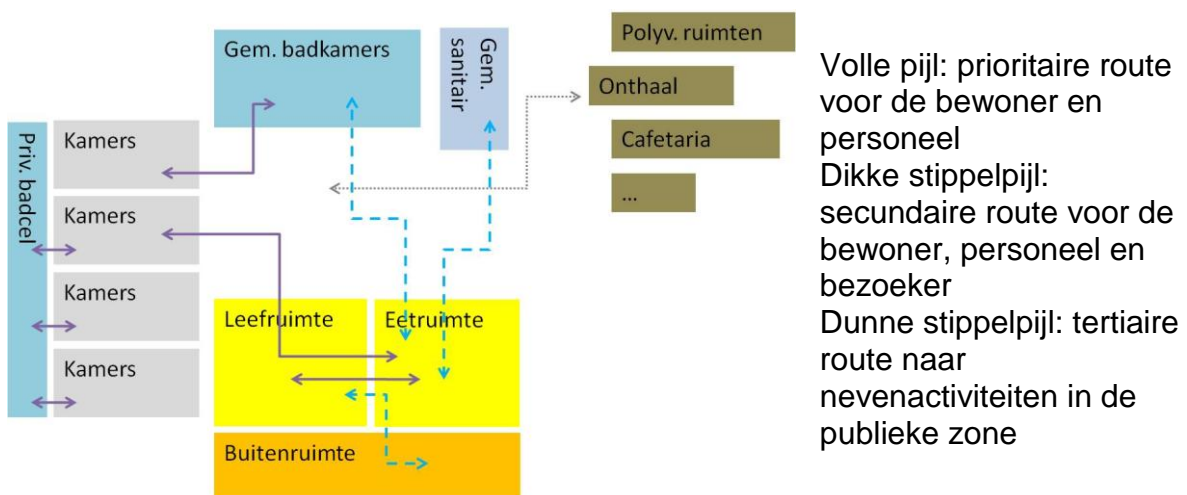 Gem. badkamers
Gem.
sanitair
Polyv. ruimten
Onthaal
Cafetaria
...
Priv. badcel
Kamers
Kamers
Kamers
Kamers
Leefruimte
Eetruimte
Buitenruimte
Volle pijl: prioritaire route
voor de bewoner en
personeel
Dikke stippelpijl:
secundaire route voor de
bewoner, personeel en
bezoeker
Dunne stippelpijl: tertiaire
route naar
nevenactiviteiten in de
publieke zone